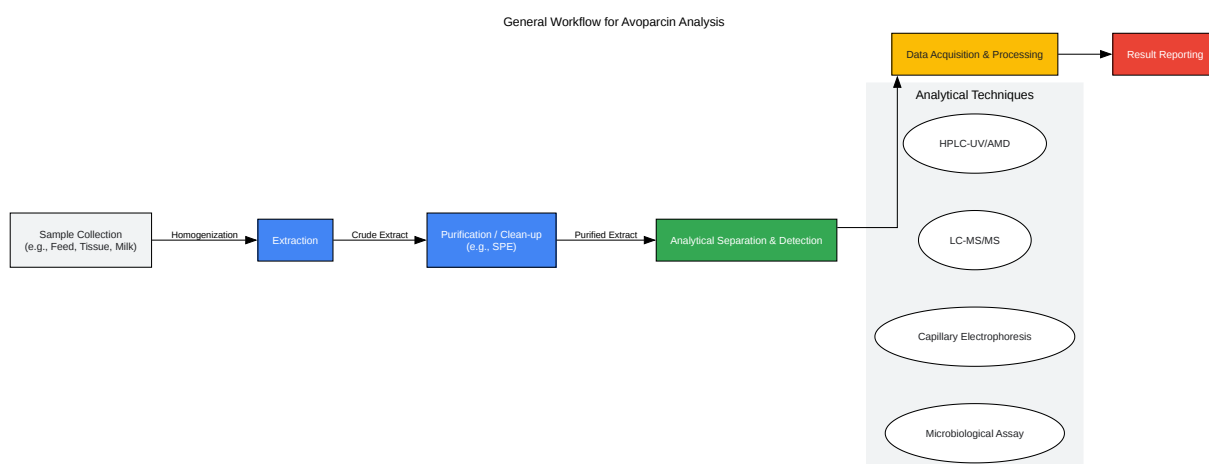 General Workflow for Avoparcin Analysis
Data Acquisition & Processing
Result Reporting
Analytical Techniques
HPLC-UV/AMD
Sample Collection
(e.g., Feed, Tissue, Milk)
Homogenization
Extraction
Crude Extract
Purification / Clean-up
(e.g., SPE)
Purified Extract
Analytical Separation & Detection
LC-MS/MS
Capillary Electrophoresis
Microbiological Assay